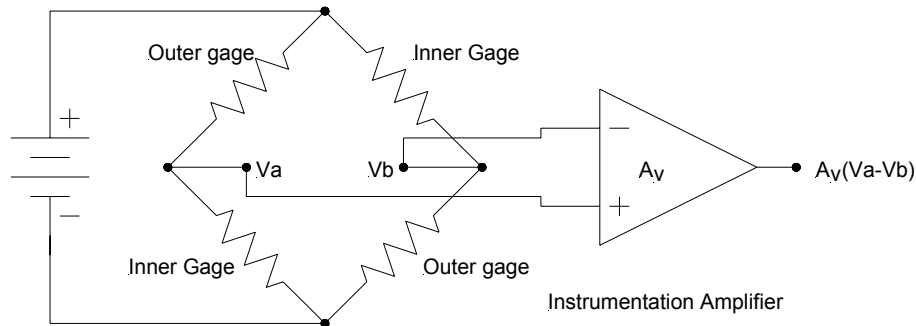 Outer gage
Inner Gage
+
Va
Vb
−
Av
Av(Va-Vb)
+
−
Inner Gage
Outer gage
Instrumentation Amplifier